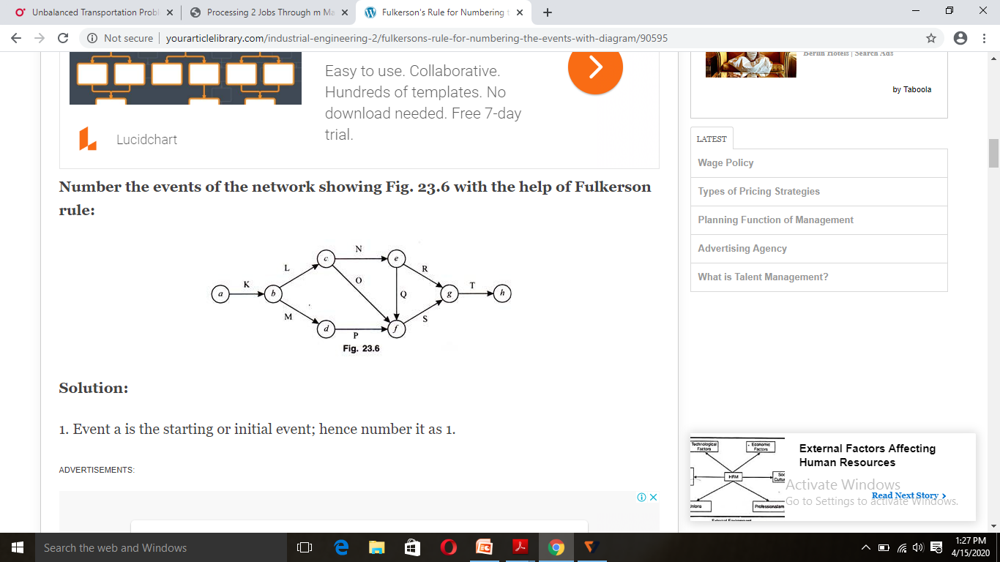 Unbalanced Transportation Probl
Processing 2 Jobs Through m Ma
Fulkerson's Rule for Numbering t
Not secure | yourarticlelibrary.com/industrial-engineering-2/fulkersons-rule-for-numbering-the-events-with-diagram/90595
Easy to use. Collaborative.
Hundreds of templates. No
download needed. Free 7-day
trial.
Lucidchart
Berlin Hotels | Search Ads
by Taboola
LATEST
Wage Policy
Types of Pricing Strategies
Planning Function of Management
Advertising Agency
What is Talent Management?
Number the events of the network showing Fig. 23.6 with the help of Fulkerson
rule:
N
c
e
L
R
O
K
T
a
b
Q
g
h
M
S
d
f
P
Fig. 23.6
Solution:
1. Event a is the starting or initial event; hence number it as 1.
ADVERTISEMENTS:
Technological
Factors
Economic
Factors
HRM
Professionalism
External Environment
External Factors Affecting
Human Resources
Read Next Story
Activate Windows
Go to Settings to activate Windows.
Search the web and Windows
1:27 PM
4/15/2020